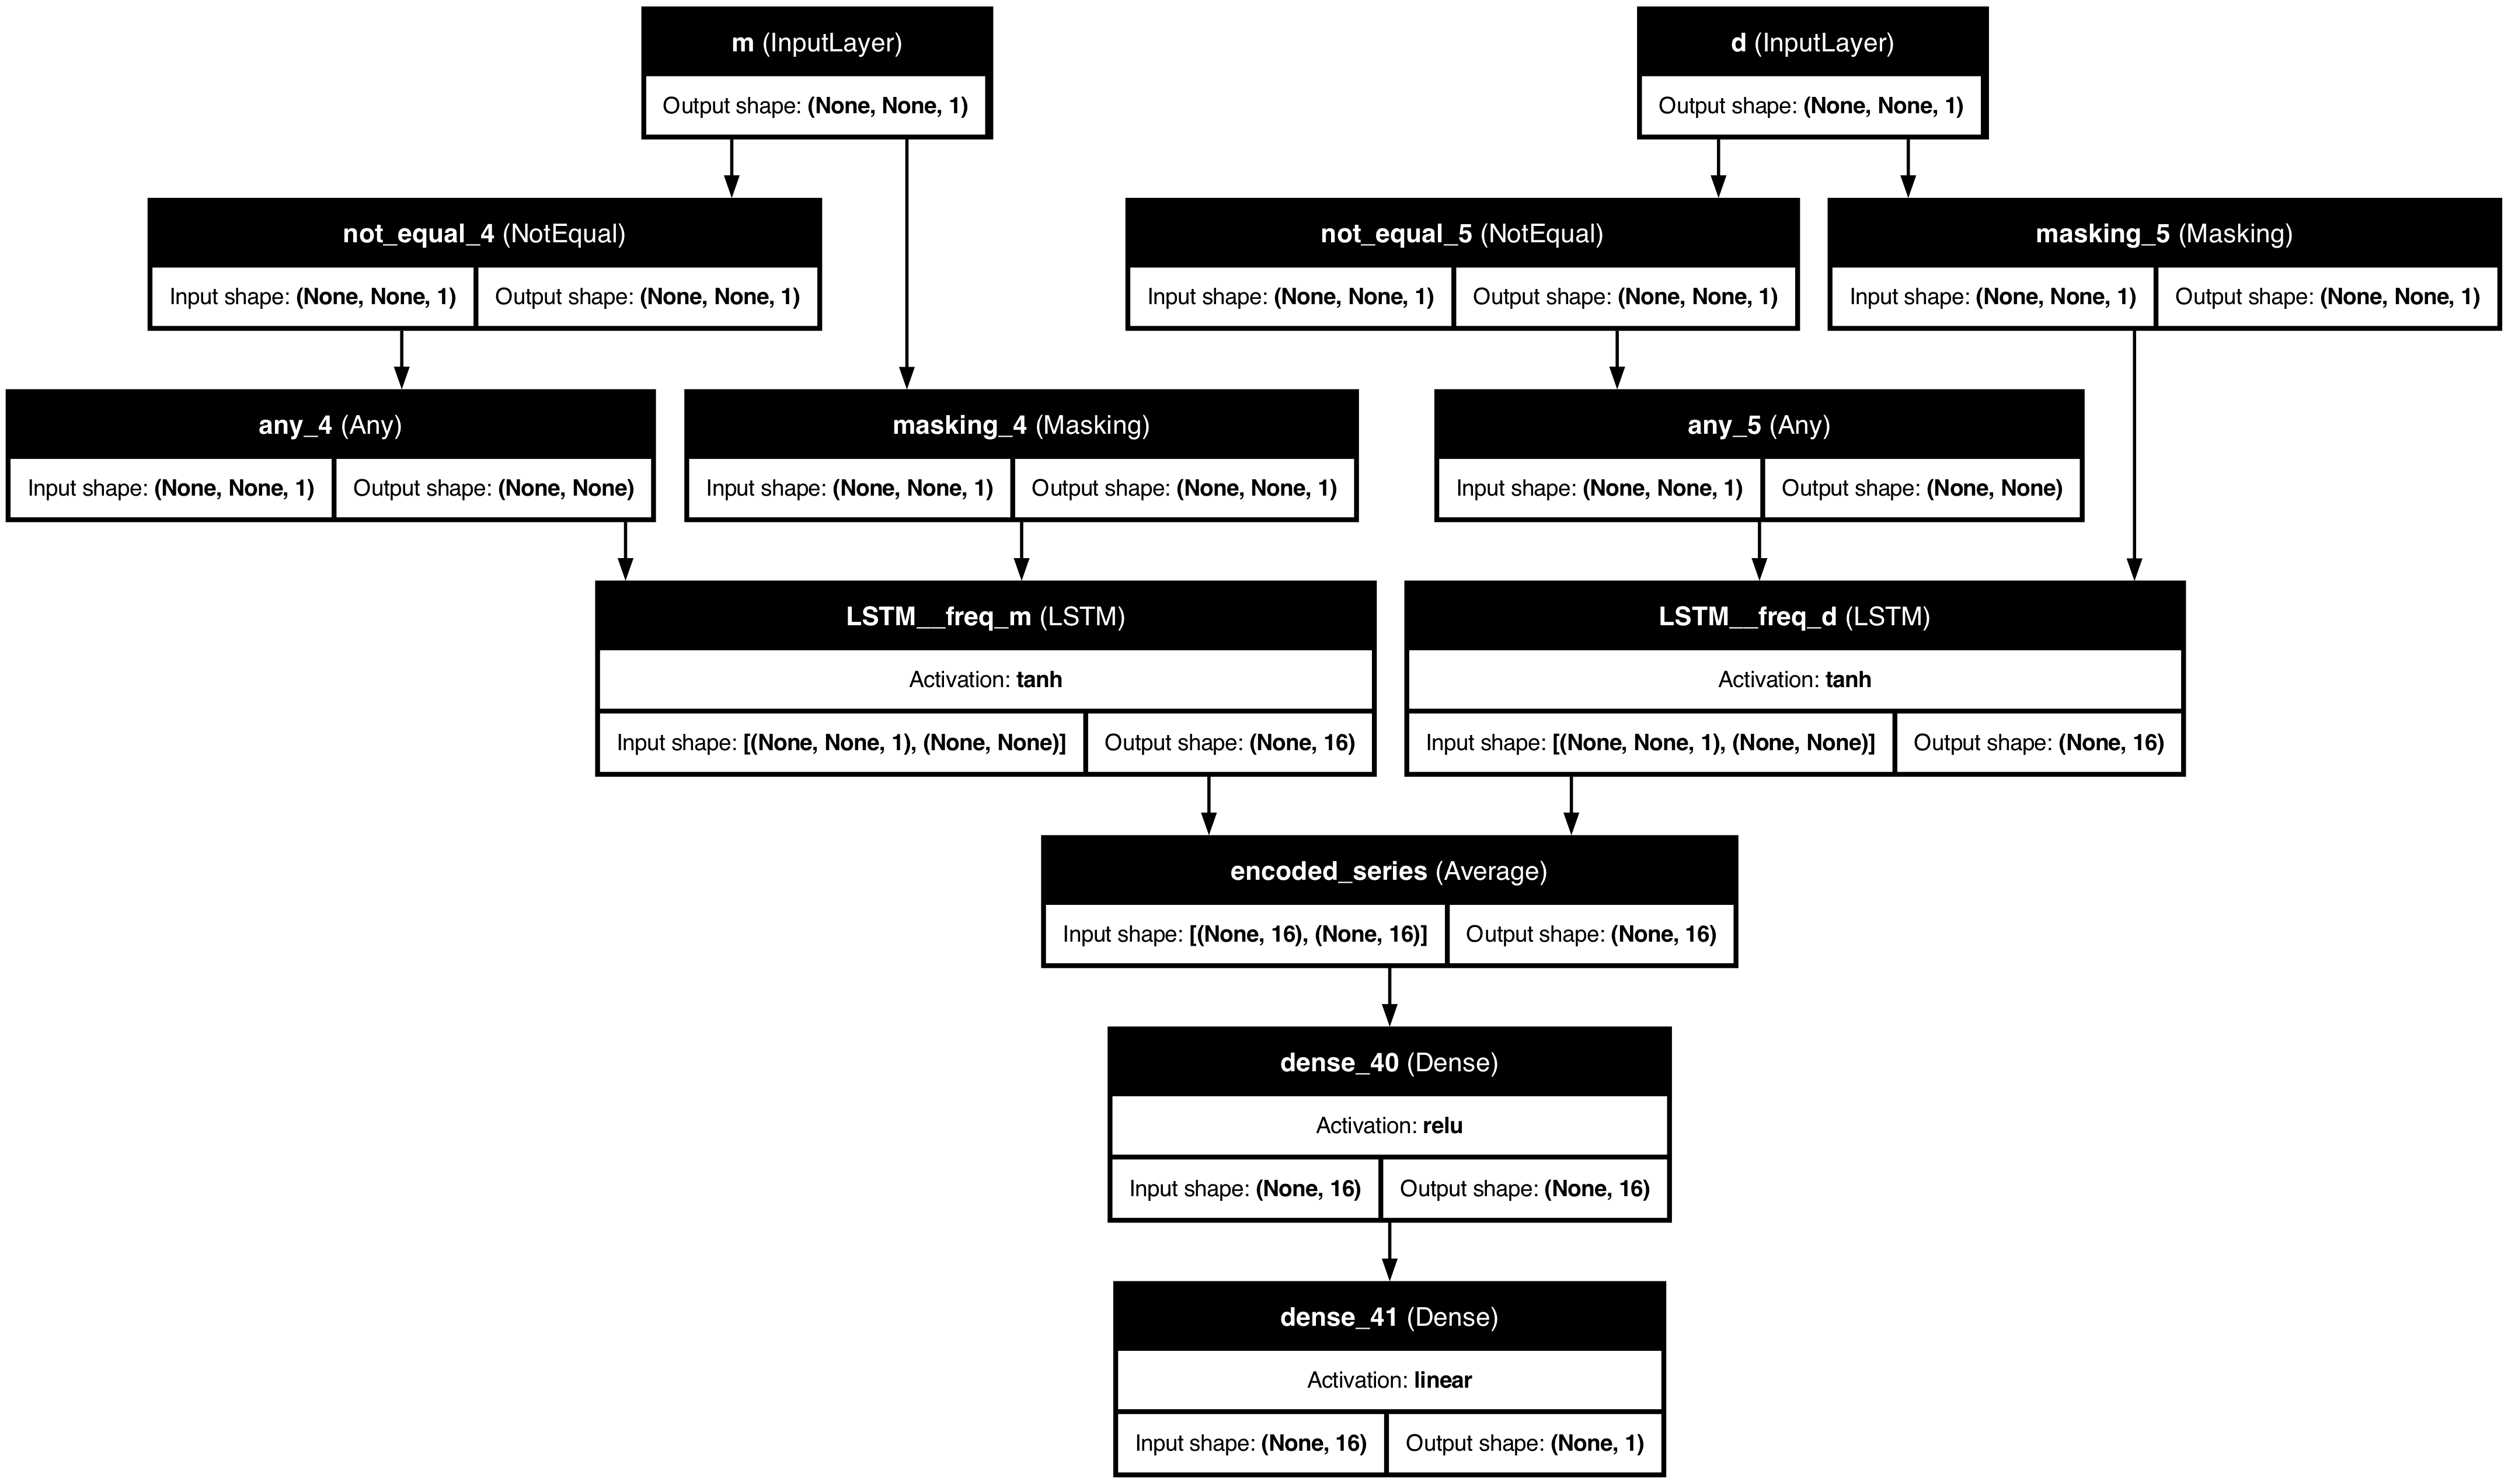 m (InputLayer)
Output shape: (None, None, 1)
d (InputLayer)
Output shape: (None, None, 1)
not_equal_4 (NotEqual)
Input shape: (None, None, 1)
Output shape: (None, None, 1)
not_equal_5 (NotEqual)
Input shape: (None, None, 1)
Output shape: (None, None, 1)
masking_5 (Masking)
Input shape: (None, None, 1)
Output shape: (None, None, 1)
any_4 (Any)
Input shape: (None, None, 1)
Output shape: (None, None)
masking_4 (Masking)
Input shape: (None, None, 1)
Output shape: (None, None, 1)
any_5 (Any)
Input shape: (None, None, 1)
Output shape: (None, None)
LSTM__freq_m (LSTM)
Activation: tanh
Input shape: [(None, None, 1), (None, None)]
Output shape: (None, 16)
LSTM__freq_d (LSTM)
Activation: tanh
Input shape: [(None, None, 1), (None, None)]
Output shape: (None, 16)
encoded_series (Average)
Input shape: [(None, 16), (None, 16)]
Output shape: (None, 16)
dense_40 (Dense)
Activation: relu
Input shape: (None, 16)
Output shape: (None, 16)
dense_41 (Dense)
Activation: linear
Input shape: (None, 16)
Output shape: (None, 1)